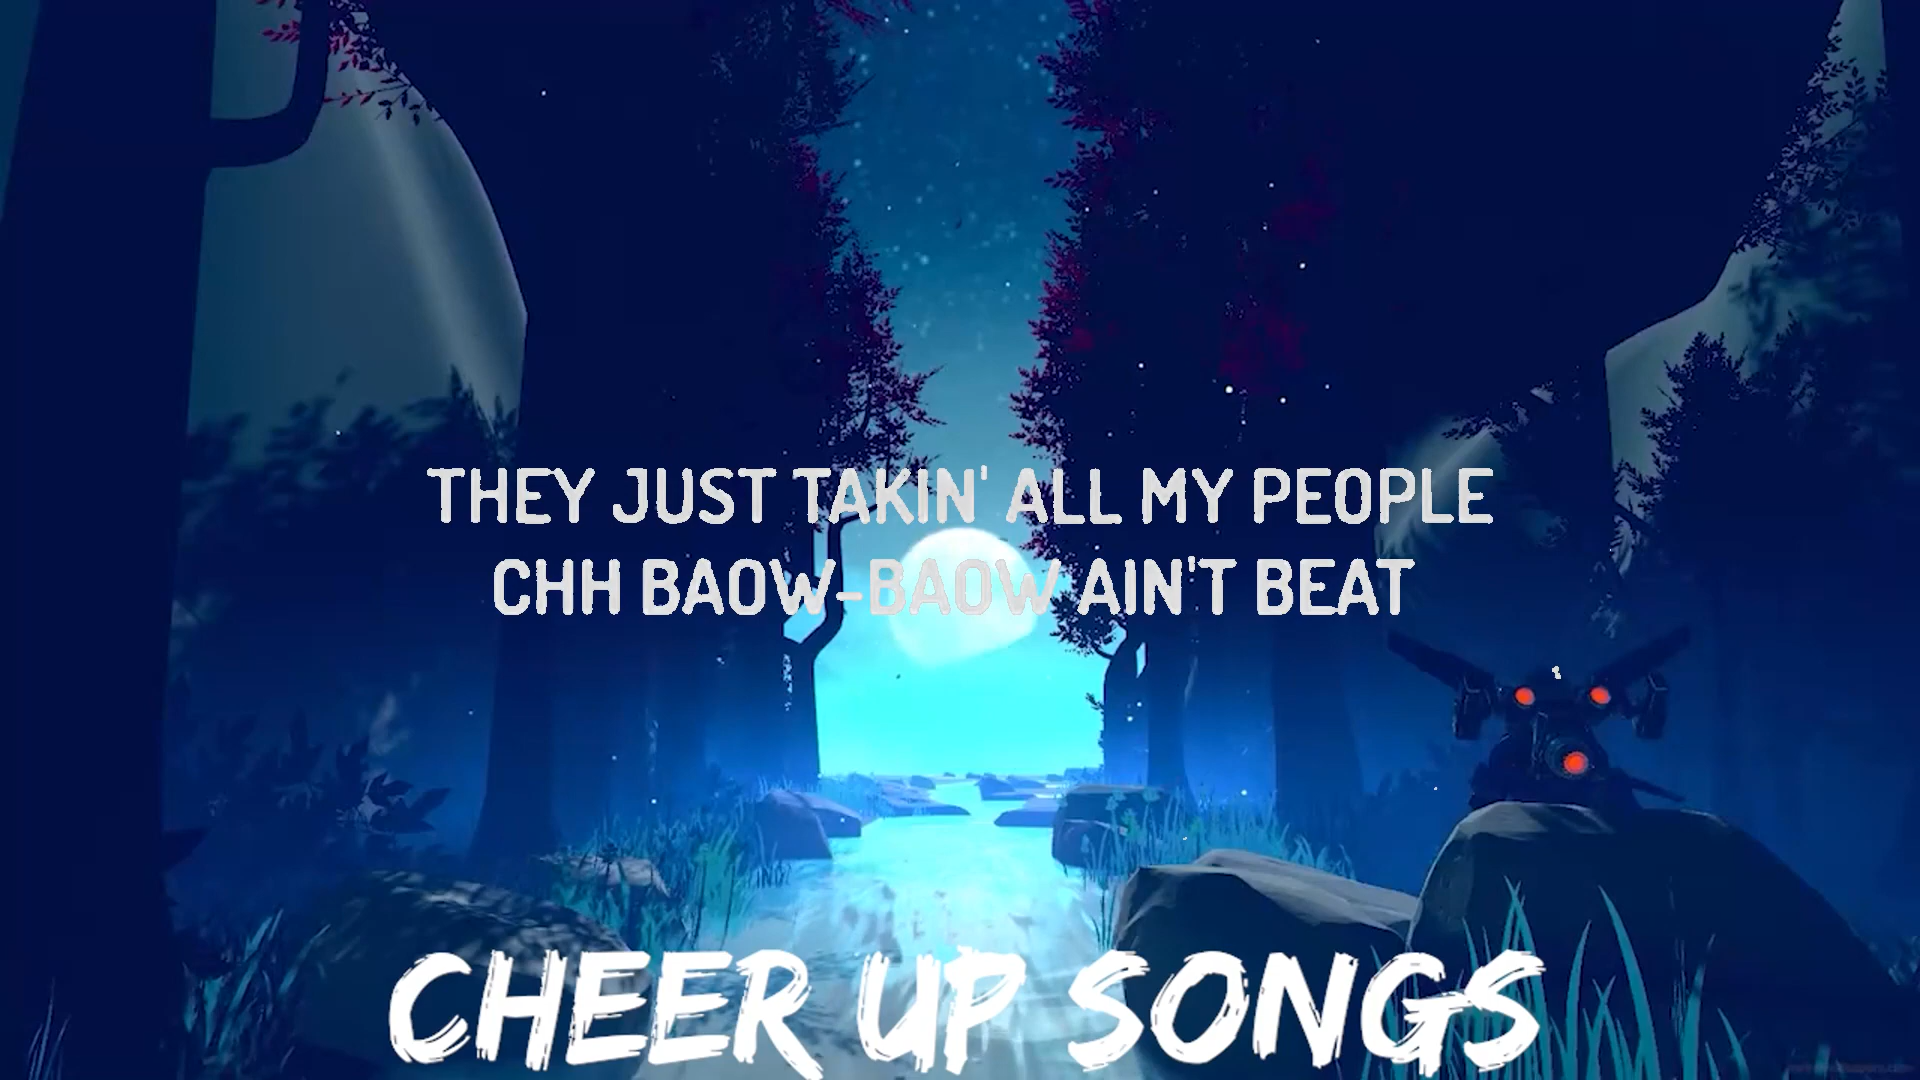 THEY JUST TAKIN' ALL MY PEOPLE
CHH BAOW-BAOW AIN'T BEAT
CHEER UP SONGS